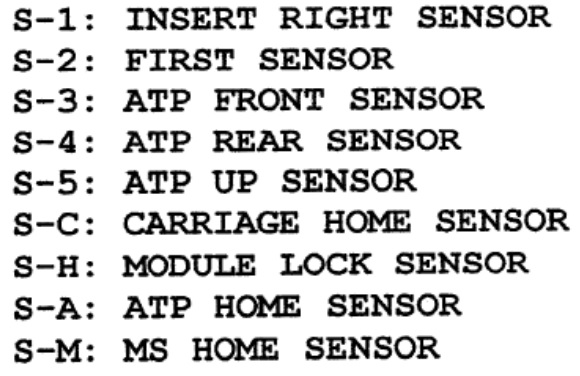 S-1: INSERT RIGHT SENSOR
S-2: FIRST SENSOR
S-3: ATP FRONT SENSOR
S-4: ATP REAR SENSOR
S-5: ATP UP SENSOR
S-C: CARRIAGE HOME SENSOR
S-H: MODULE LOCK SENSOR
S-A: ATP HOME SENSOR
S-M: MS HOME SENSOR